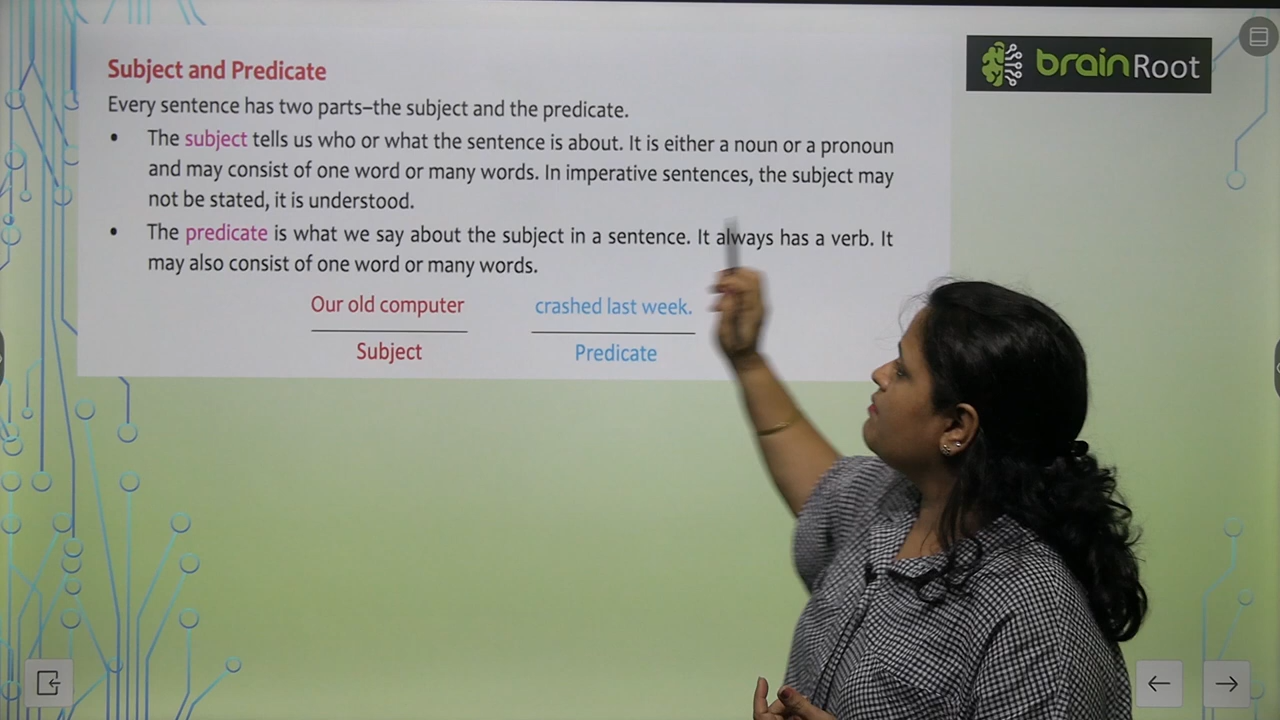 brainRoot
Subject and Predicate
Every sentence has two parts–the subject and the predicate.
• The subject tells us who or what the sentence is about. It is either a noun or a pronoun
and may consist of one word or many words. In imperative sentences, the subject may
not be stated, it is understood.
• The predicate is what we say about the subject in a sentence. It always has a verb. It
may also consist of one word or many words.
Our old computer crashed last week.
Subject Predicate